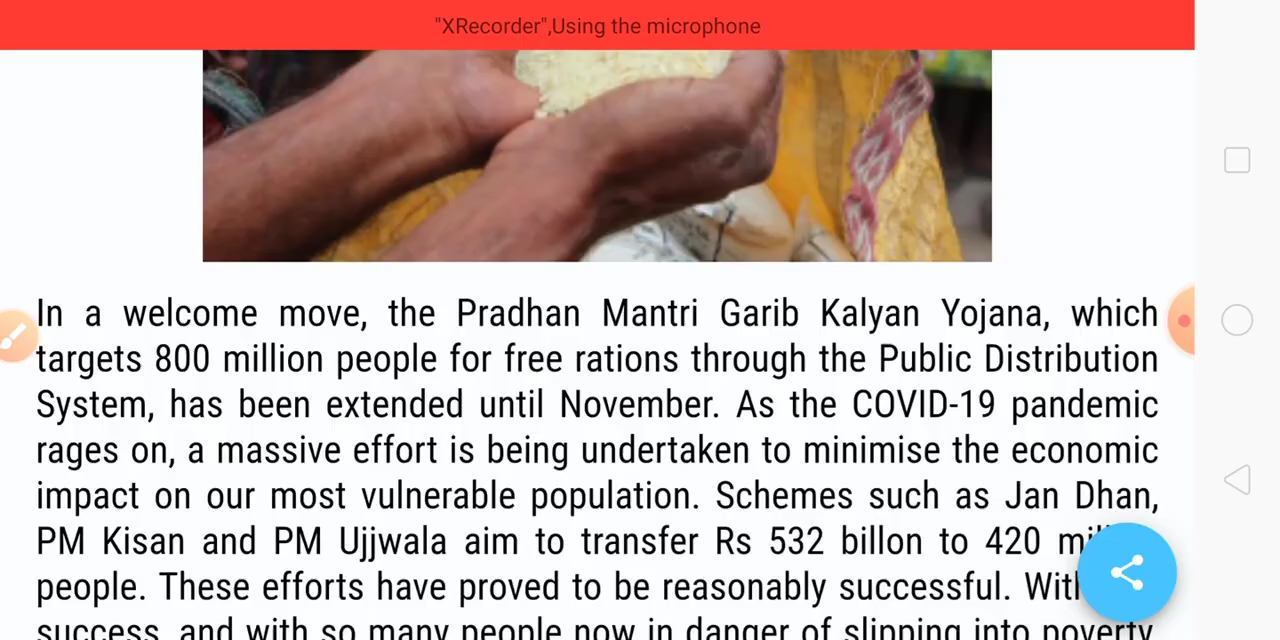 "XRecorder",Using the microphone
In a welcome move, the Pradhan Mantri Garib Kalyan Yojana, which
targets 800 million people for free rations through the Public Distribution
System, has been extended until November. As the COVID-19 pandemic
rages on, a massive effort is being undertaken to minimise the economic
impact on our most vulnerable population. Schemes such as Jan Dhan,
PM Kisan and PM Ujjwala aim to transfer Rs 532 billon to 420
people. These efforts have proved to be reasonably successful.
success, and with so many people now in danger of slipping into poverty,